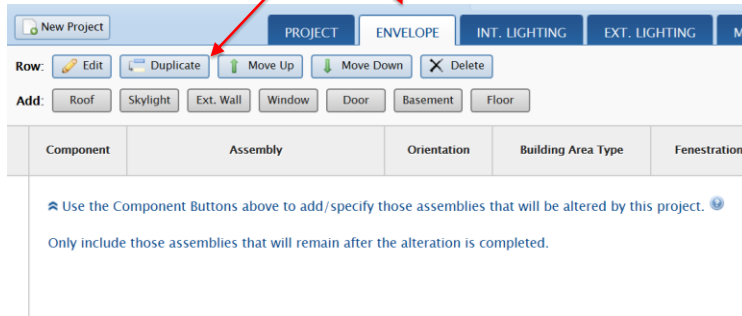 New Project
PROJECT ENVELOPE INT. LIGHTING EXT. LIGHTING M
Row: Edit Duplicate Move Up Move Down Delete
Add: Roof Skylight Ext. Wall Window Door Basement Floor
Component Assembly Orientation Building Area Type Fenestration
Use the Component Buttons above to add/specify those assemblies that will be altered by this project.
Only include those assemblies that will remain after the alteration is completed.